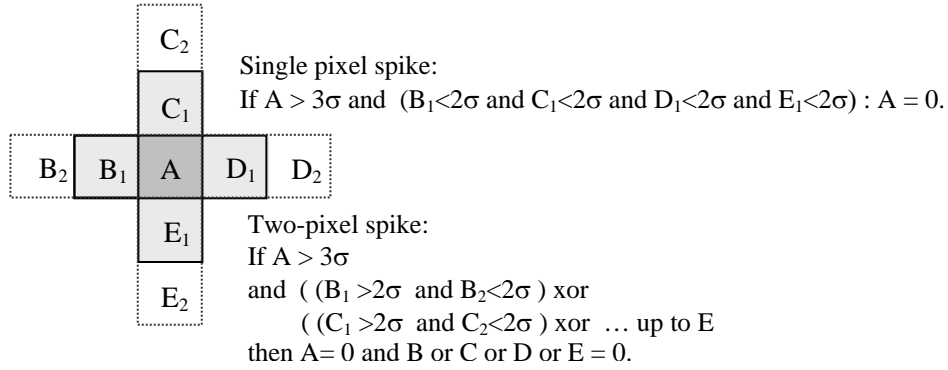 C₂
Single pixel spike:
If A > 3σ and (B₁<2σ and C₁<2σ and D₁<2σ and E₁<2σ) : A = 0.
C₁
B₂ B₁ A D₁ D₂
E₁
Two-pixel spike:
If A > 3σ
and ( (B₁ >2σ and B₂<2σ ) xor
E₂
( (C₁ >2σ and C₂<2σ ) xor … up to E
then A= 0 and B or C or D or E = 0.